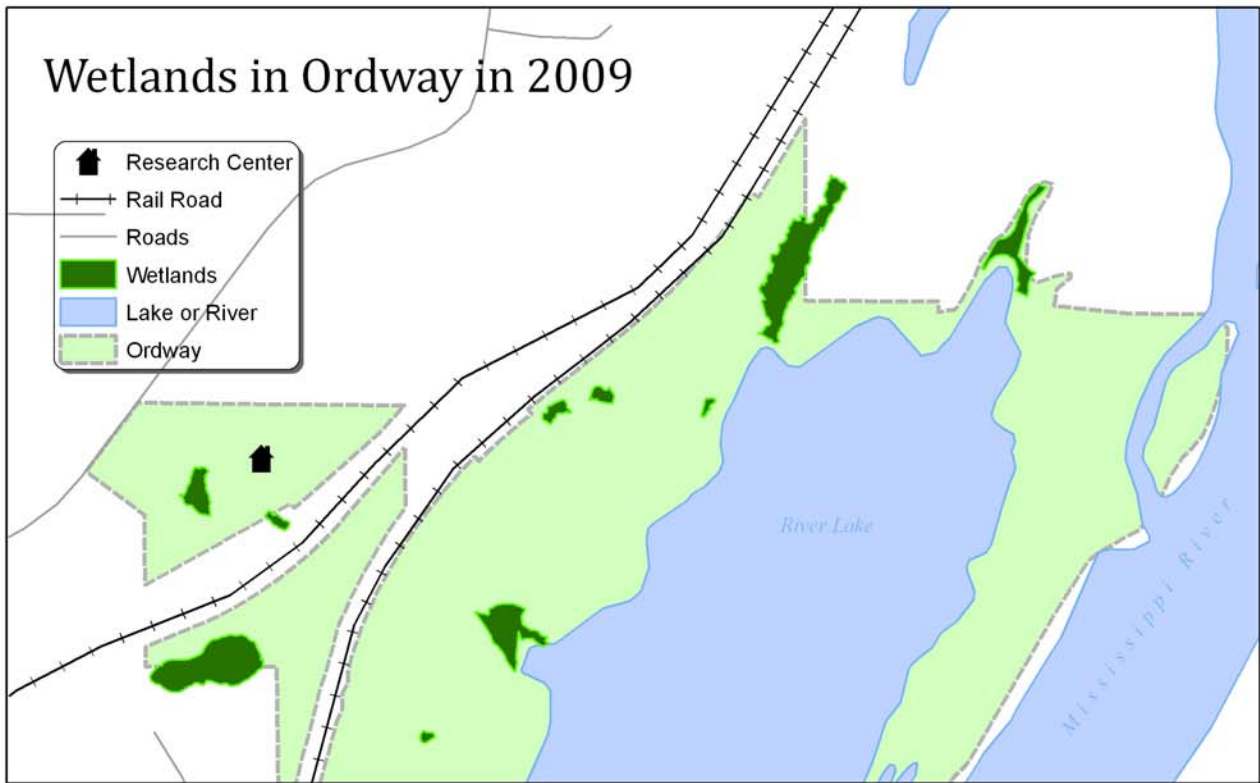 Wetlands in Ordway in 2009
Research Center
Rail Road
Roads
Wetlands
Lake or River
Ordway
River Lake
Mississippi River